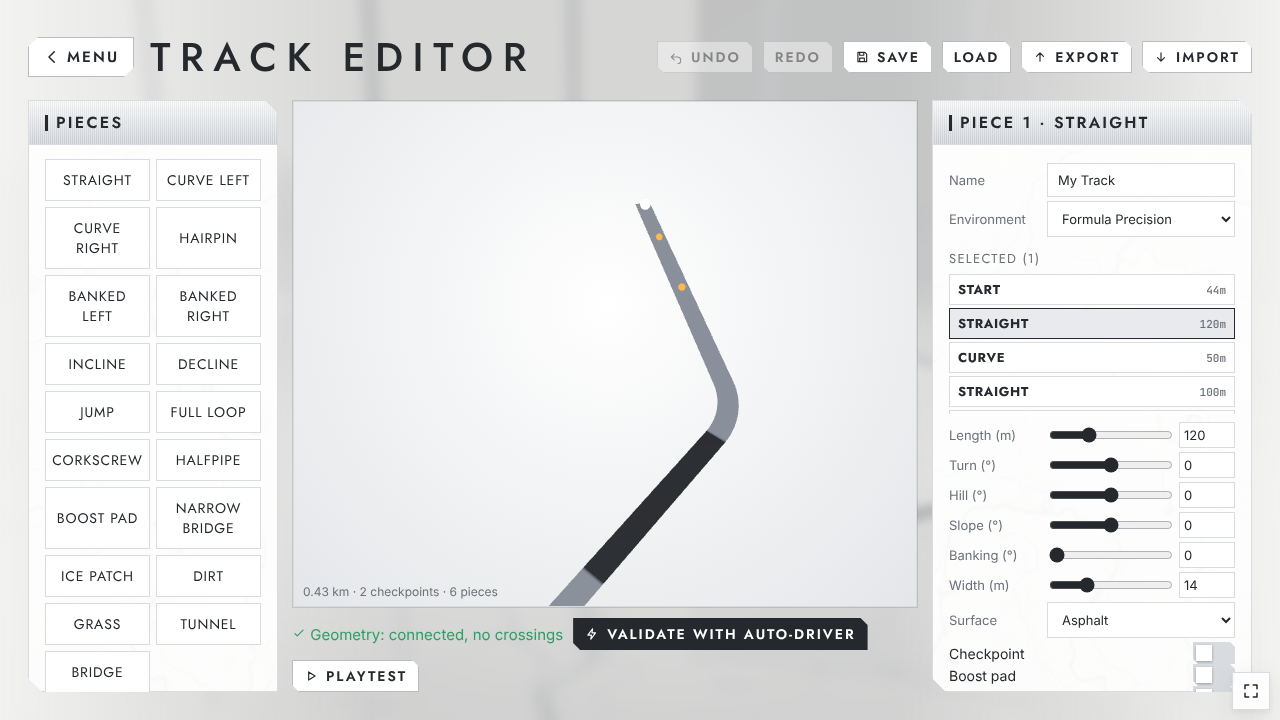 MENU
TRACK EDITOR
UNDO
REDO
SAVE
LOAD
EXPORT
IMPORT
PIECES
STRAIGHT
CURVE LEFT
CURVE
RIGHT
HAIRPIN
BANKED
LEFT
BANKED
RIGHT
INCLINE
DECLINE
JUMP
FULL LOOP
CORKSCREW
HALFPIPE
BOOST PAD
NARROW
BRIDGE
ICE PATCH
DIRT
GRASS
TUNNEL
BRIDGE
0.43 km · 2 checkpoints · 6 pieces
Geometry: connected, no crossings
VALIDATE WITH AUTO-DRIVER
PLAYTEST
PIECE 1 · STRAIGHT
Name
My Track
Environment
Formula Precision
SELECTED (1)
START 44m
STRAIGHT 120m
CURVE 50m
STRAIGHT 100m
Length (m) 120
Turn (°) 0
Hill (°) 0
Slope (°) 0
Banking (°) 0
Width (m) 14
Surface
Asphalt
Checkpoint
Boost pad